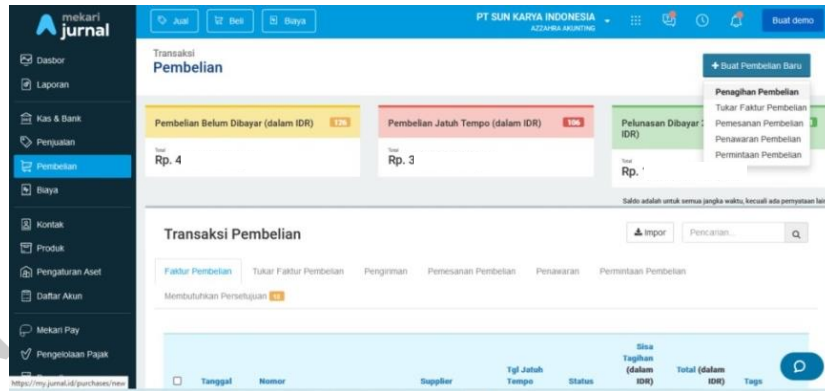 mekari
jurnal
Jual
Beli
Biaya
PT SUN KARYA INDONESIA
AZZAHRA AKUNTING
Buat demo
Dasbor
Laporan
Kas & Bank
Penjualan
Pembelian
Biaya
Kontak
Produk
Pengaturan Aset
Daftar Akun
Mekari Pay
Pengelolaan Pajak
https://my.jurnal.id/purchases/new
Transaksi
Pembelian
+ Buat Pembelian Baru
Penagihan Pembelian
Tukar Faktur Pembelian
Pemesanan Pembelian
Penawaran Pembelian
Permintaan Pembelian
Pembelian Belum Dibayar (dalam IDR) 126
Total
Rp. 4
Pembelian Jatuh Tempo (dalam IDR) 106
Total
Rp. 3
Pelunasan Dibayar
IDR)
Total
Rp.
Saldo adalah untuk semua jangka waktu, kecuali ada pernyataan lain
Transaksi Pembelian
Impor
Pencarian...
Faktur Pembelian
Tukar Faktur Pembelian
Pengiriman
Pemesanan Pembelian
Penawaran
Permintaan Pembelian
Membutuhkan Persetujuan
Tanggal
Nomor
Supplier
Tgl Jatuh
Tempo
Status
Sisa
Tagihan
(dalam
IDR)
Total (dalam
IDR)
Tags